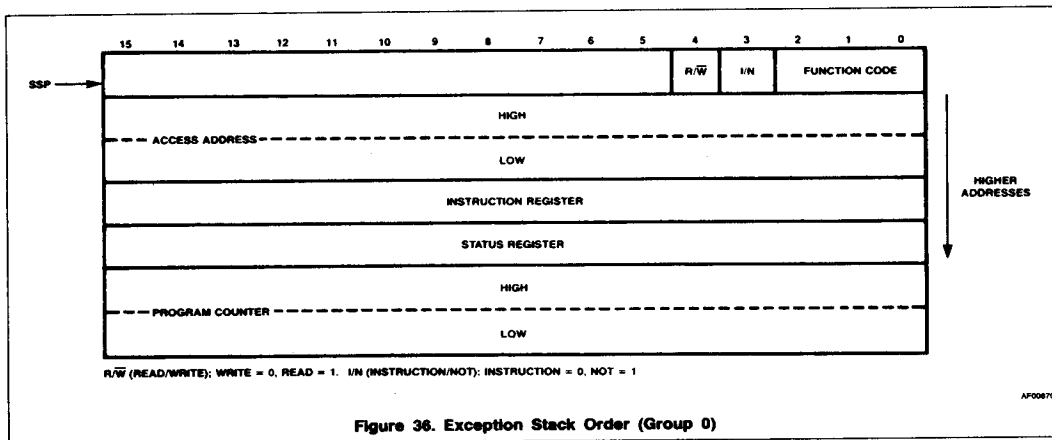 15 14 13 12 11 10 9 8 7 6 5 4 3 2 1 0
SSP R/W̅ I/N FUNCTION CODE
HIGH
ACCESS ADDRESS
LOW
HIGHER
ADDRESSES
INSTRUCTION REGISTER
STATUS REGISTER
HIGH
PROGRAM COUNTER
LOW
R/W̅ (READ/WRITE); WRITE = 0, READ = 1. I/N (INSTRUCTION/NOT): INSTRUCTION = 0, NOT = 1
Figure 36. Exception Stack Order (Group 0)